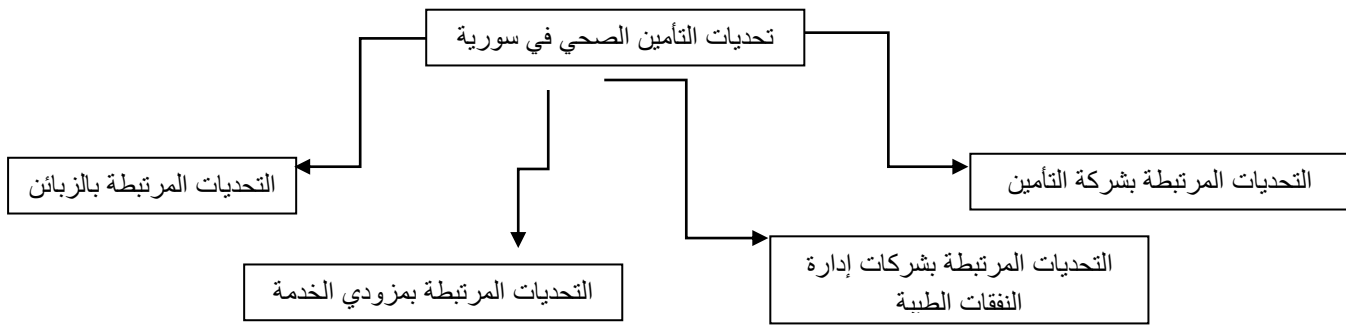 تحديات التأمين الصحي في سورية
التحديات المرتبطة بشركة التأمين
التحديات المرتبطة بالزبائن
التحديات المرتبطة بشركات إدارة
النفقات الطبية
التحديات المرتبطة بمزودي الخدمة